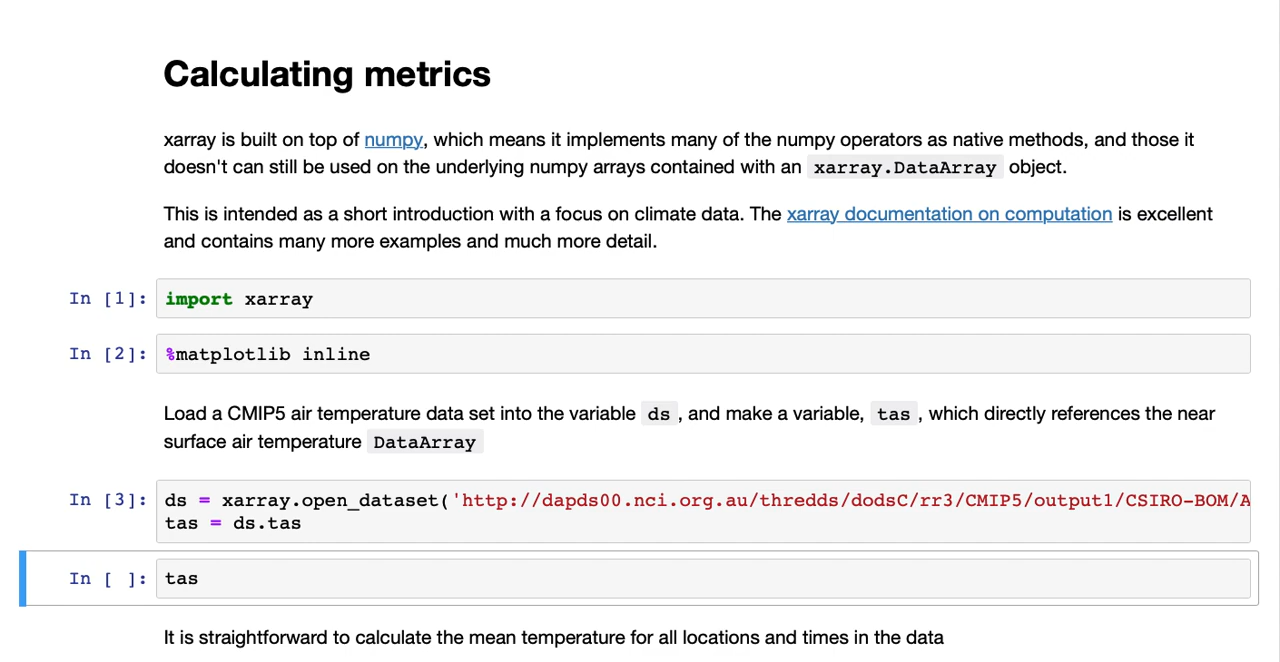 Calculating metrics
xarray is built on top of numpy, which means it implements many of the numpy operators as native methods, and those it
doesn't can still be used on the underlying numpy arrays contained with an xarray.DataArray object.
This is intended as a short introduction with a focus on climate data. The xarray documentation on computation is excellent
and contains many more examples and much more detail.
In [1]: import xarray
In [2]: %matplotlib inline
Load a CMIP5 air temperature data set into the variable ds , and make a variable, tas , which directly references the near
surface air temperature DataArray
In [3]: ds = xarray.open_dataset('http://dapds00.nci.org.au/thredds/dodsC/rr3/CMIP5/output1/CSIRO-BOM/A
tas = ds.tas
In [ ]: tas
It is straightforward to calculate the mean temperature for all locations and times in the data